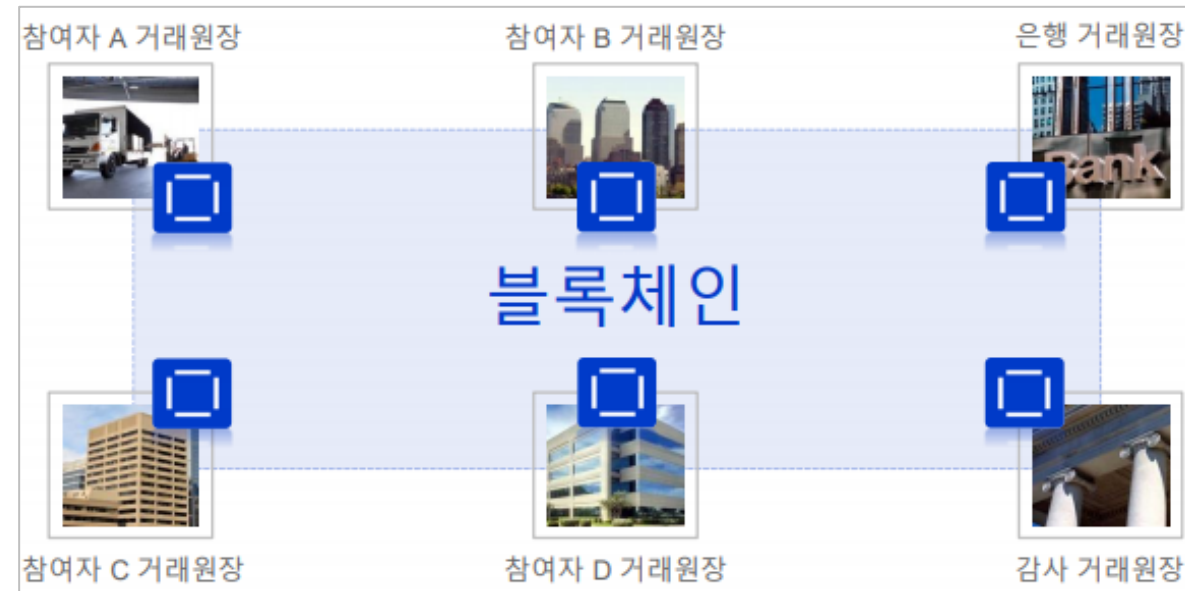 참여자 A 거래원장
참여자 B 거래원장
은행 거래원장
Bank
블록체인
참여자 C 거래원장
참여자 D 거래원장
감사 거래원장